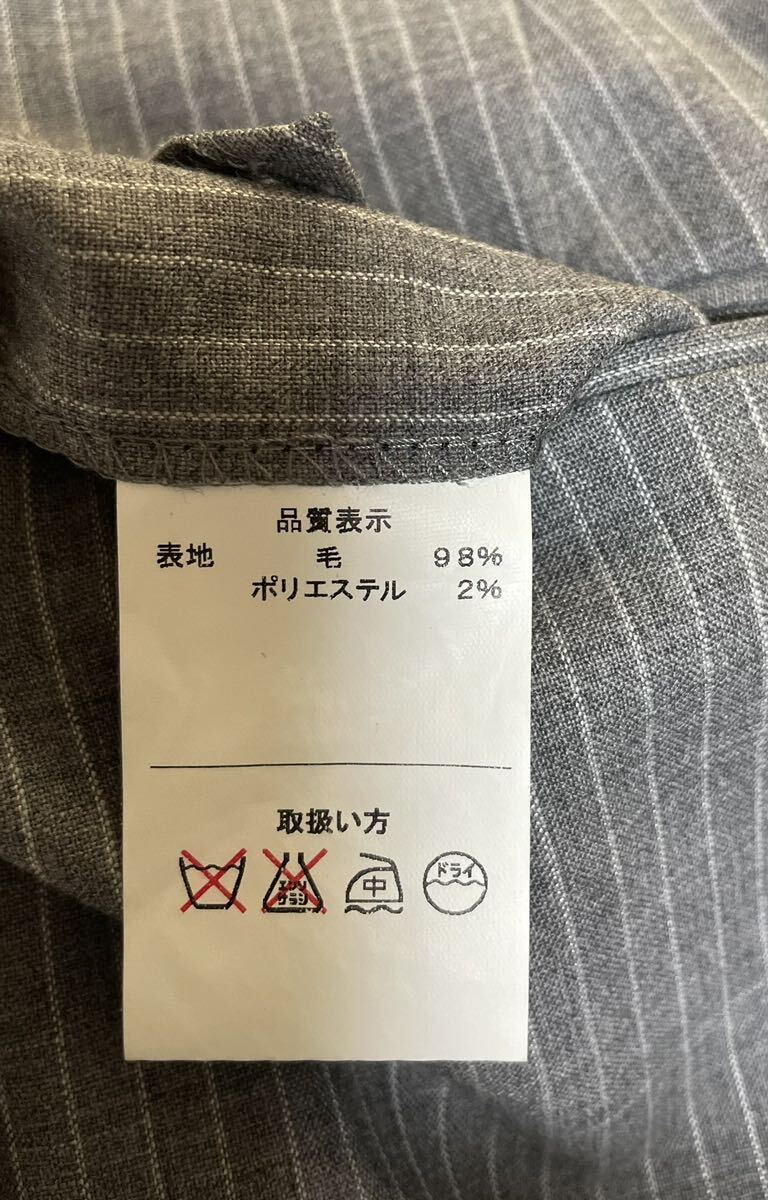 品質表示
表地 毛 98%
ポリエステル 2%
取扱い方
エンソ
サラシ
中
ドライ